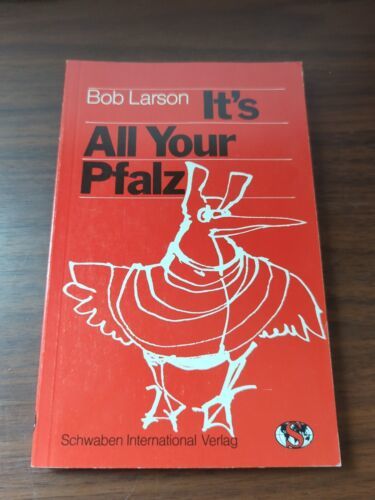 Bob Larson It's
All Your
Pfalz
Schwaben International Verlag
S